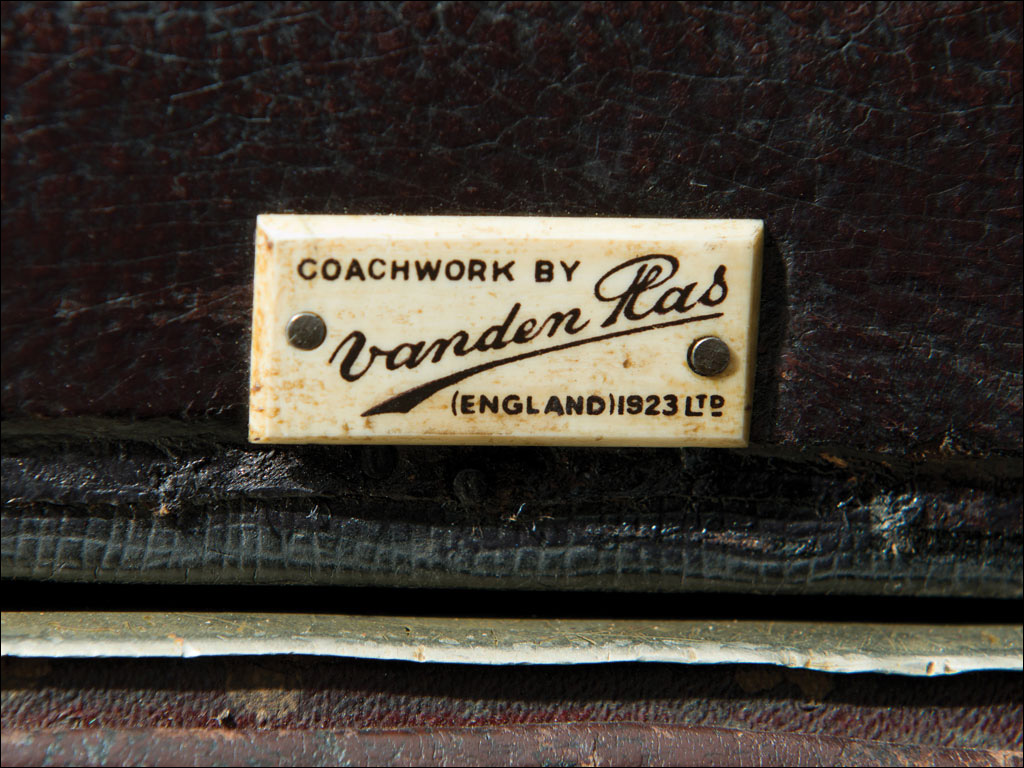 COACHWORK BY
Vanden Plas
(ENGLAND) 1923 LTD